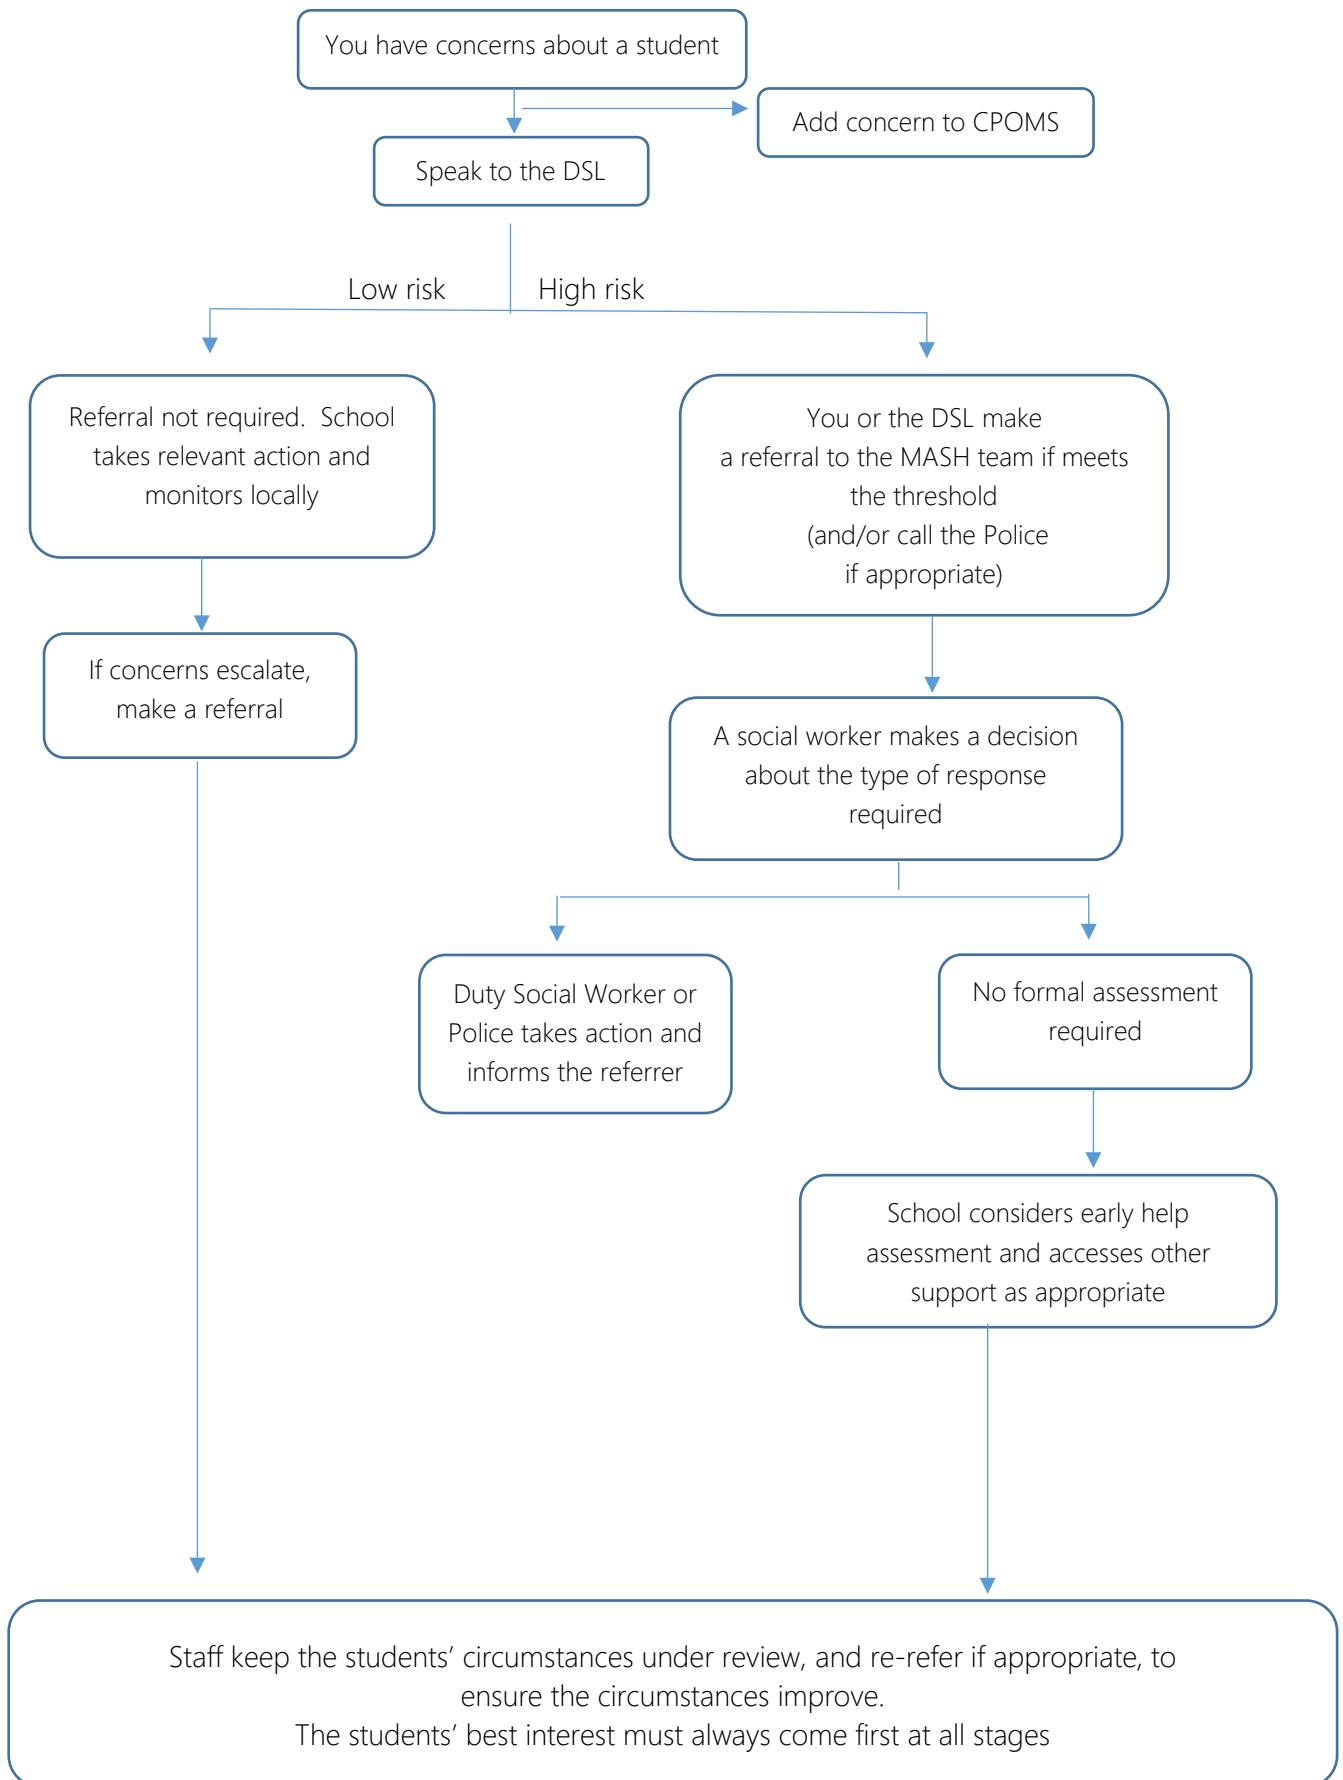 You have concerns about a student
Add concern to CPOMS
Speak to the DSL
Low risk
High risk
Referral not required.  School
takes relevant action and
monitors locally
You or the DSL make
a referral to the MASH team if meets
the threshold
(and/or call the Police
if appropriate)
If concerns escalate,
make a referral
A social worker makes a decision
about the type of response
required
Duty Social Worker or
Police takes action and
informs the referrer
No formal assessment
required
School considers early help
assessment and accesses other
support as appropriate
Staff keep the students’ circumstances under review, and re-refer if appropriate, to
ensure the circumstances improve.
The students’ best interest must always come first at all stages